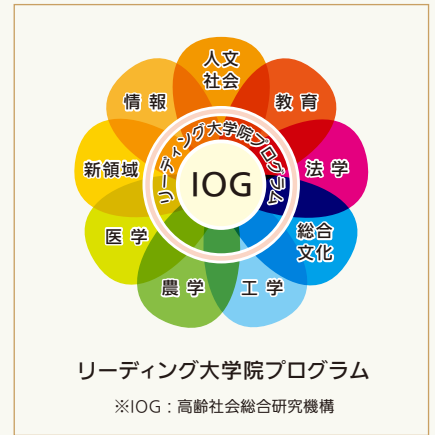 人文
社会
教育
法学
総合
文化
工学
農学
医学
新領域
情報
リーディング大学院プログラム
IOG
リーディング大学院プログラム
※IOG：高齢社会総合研究機構